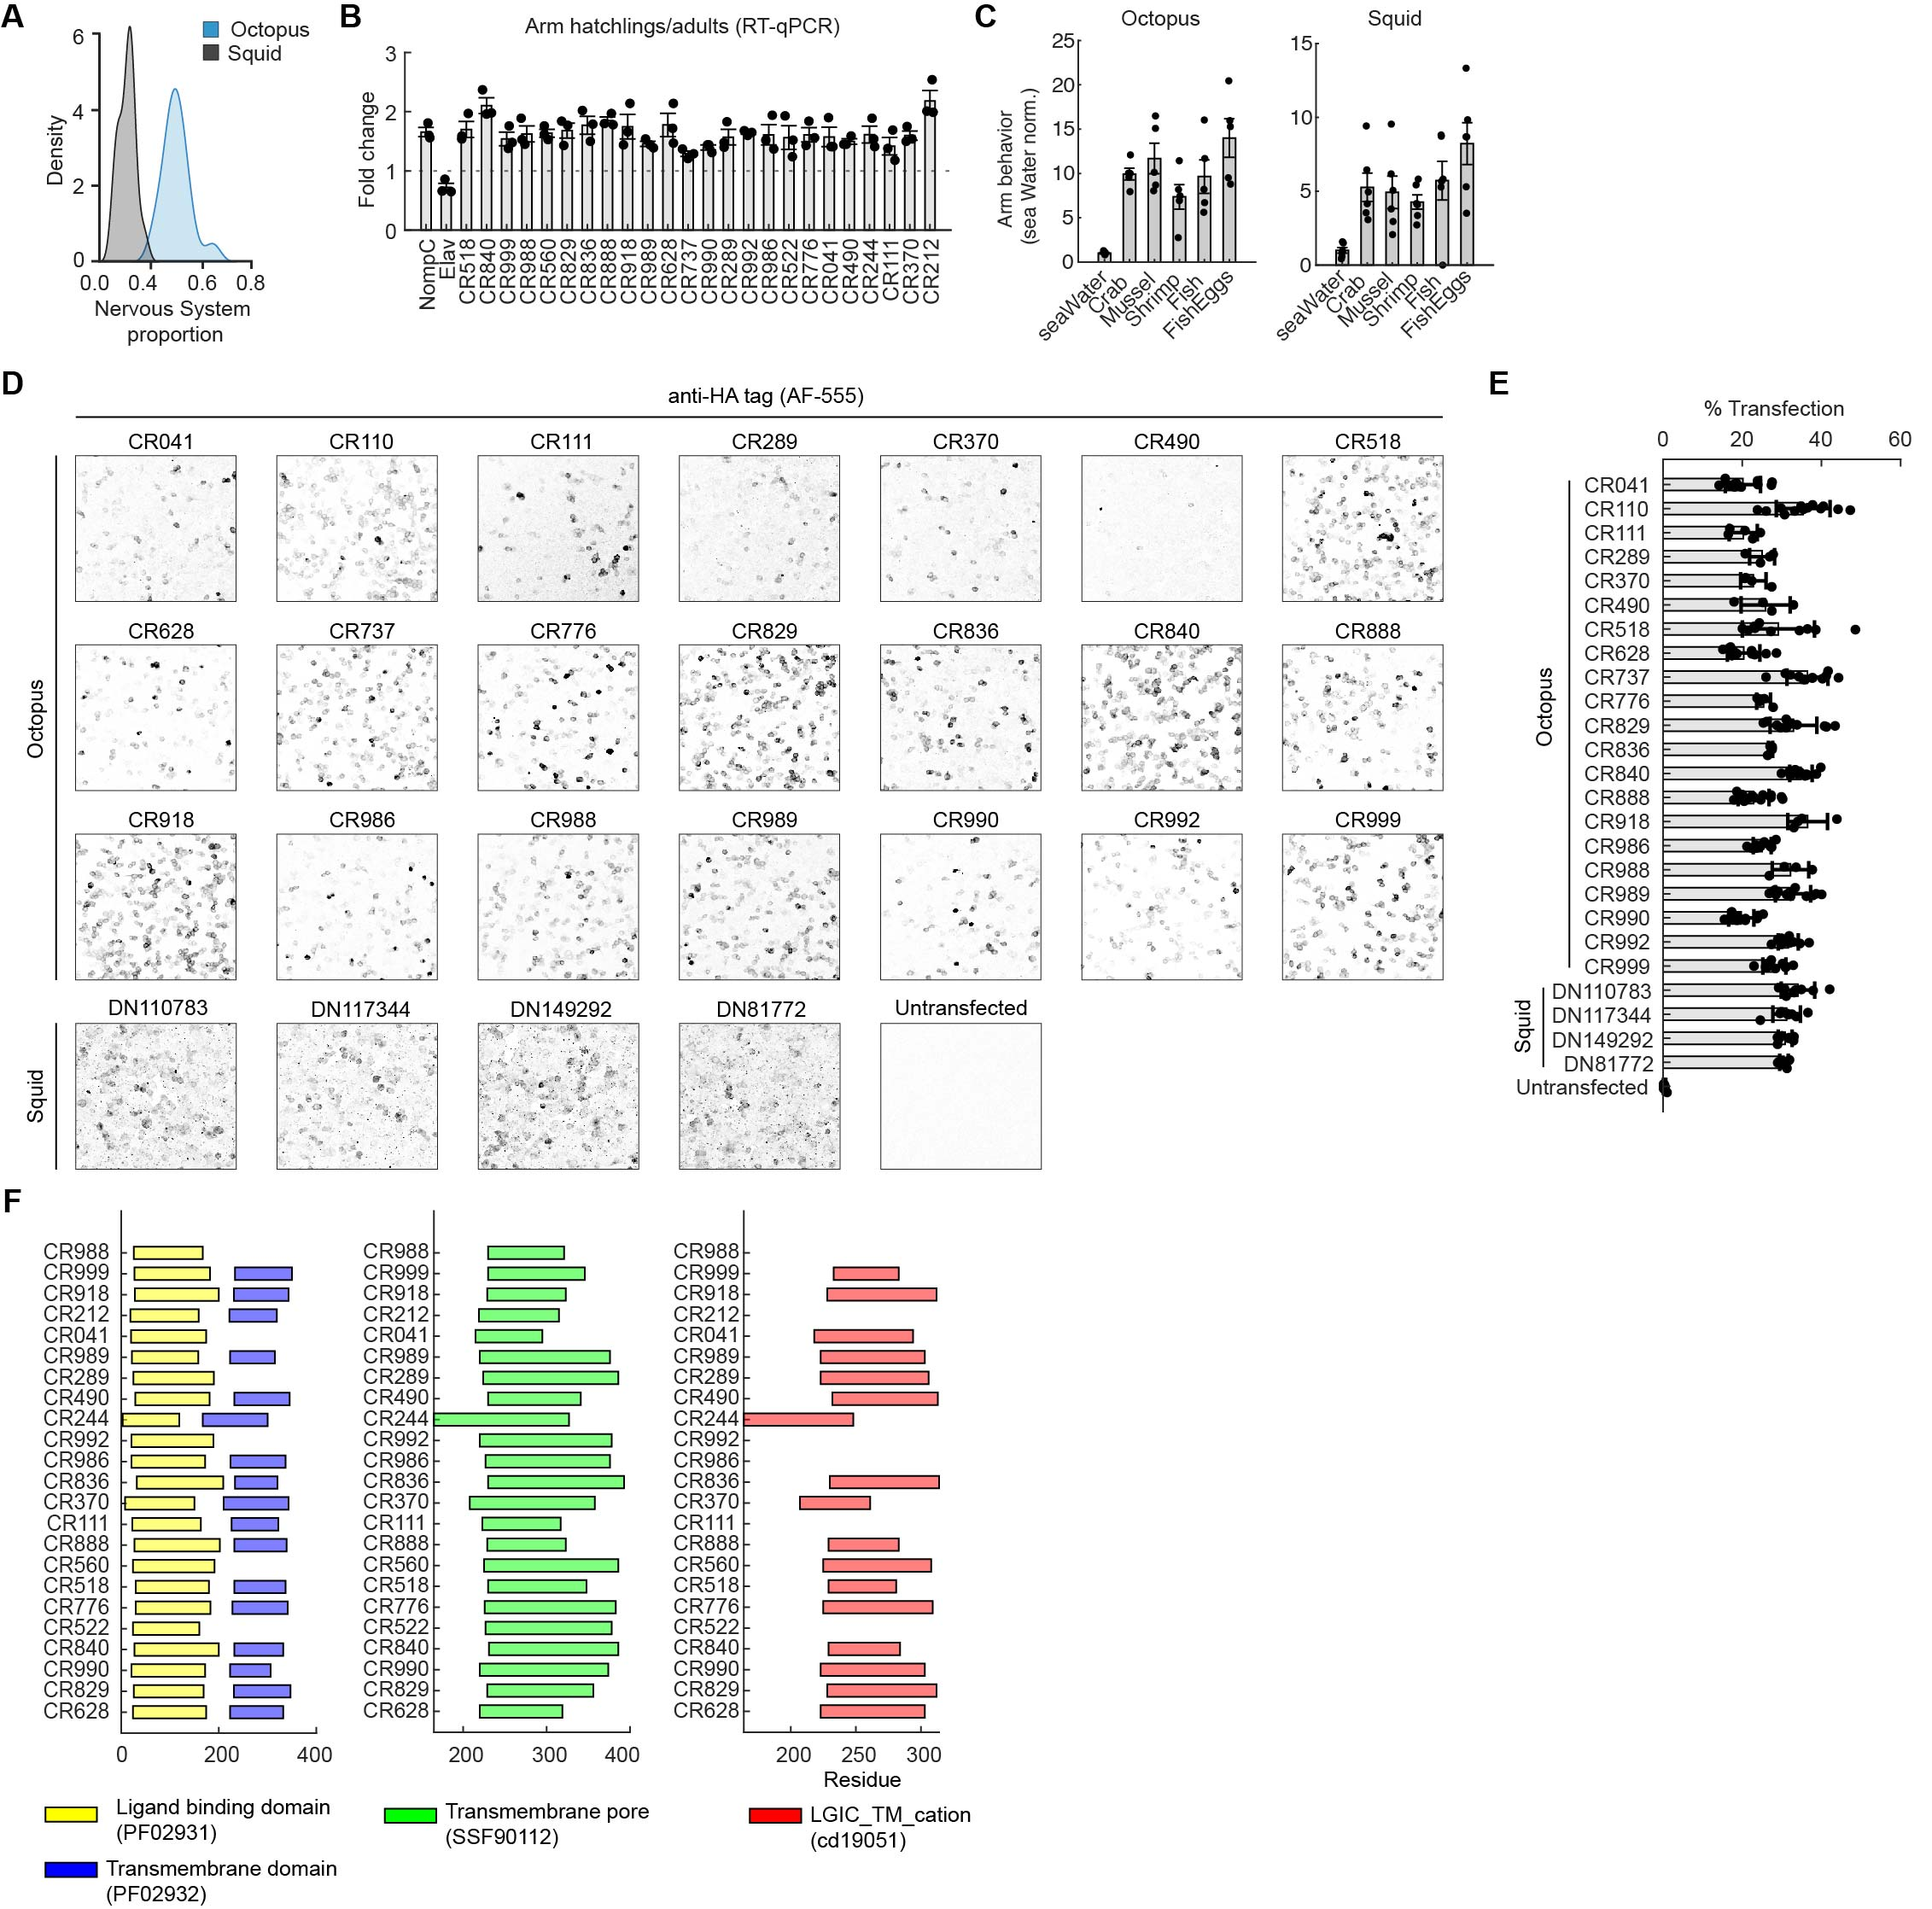 A
6
4
2
0
Density
0.0 0.4 0.6 0.8
Nervous System
proportion
Octopus
Squid
B
Arm hatchlings/adults (RT-qPCR)
Fold change
3
2
1
0
NompC
Elav
CR518
CR840
CR999
CR988
CR560
CR829
CR836
CR888
CR918
CR989
CR628
CR737
CR990
CR289
CR992
CR986
CR522
CR776
CR041
CR490
CR244
CR111
CR370
CR212
C
Octopus
Arm behavior
(sea Water norm.)
25
20
15
10
5
0
seaWater
Crab
Mussel
Shrimp
Fish
FishEggs
Squid
15
10
5
0
seaWater
Crab
Mussel
Shrimp
Fish
FishEggs
D
anti-HA tag (AF-555)
Octopus
CR041 CR110 CR111 CR289 CR370 CR490 CR518
CR628 CR737 CR776 CR829 CR836 CR840 CR888
CR918 CR986 CR988 CR989 CR990 CR992 CR999
Squid
DN110783 DN117344 DN149292 DN81772 Untransfected
E
% Transfection
0 20 40 60
Octopus
CR041
CR110
CR111
CR289
CR370
CR490
CR518
CR628
CR737
CR776
CR829
CR836
CR840
CR888
CR918
CR986
CR988
CR989
CR990
CR992
CR999
Squid
DN110783
DN117344
DN149292
DN81772
Untransfected
F
CR988
CR999
CR918
CR212
CR041
CR989
CR289
CR490
CR244
CR992
CR986
CR836
CR370
CR111
CR888
CR560
CR518
CR776
CR522
CR840
CR990
CR829
CR628
0 200 400
CR988
CR999
CR918
CR212
CR041
CR989
CR289
CR490
CR244
CR992
CR986
CR836
CR370
CR111
CR888
CR560
CR518
CR776
CR522
CR840
CR990
CR829
CR628
200 300 400
CR988
CR999
CR918
CR212
CR041
CR989
CR289
CR490
CR244
CR992
CR986
CR836
CR370
CR111
CR888
CR560
CR518
CR776
CR522
CR840
CR990
CR829
CR628
200 250 300
Residue
Ligand binding domain
(PF02931)
Transmembrane domain
(PF02932)
Transmembrane pore
(SSF90112)
LGIC_TM_cation
(cd19051)